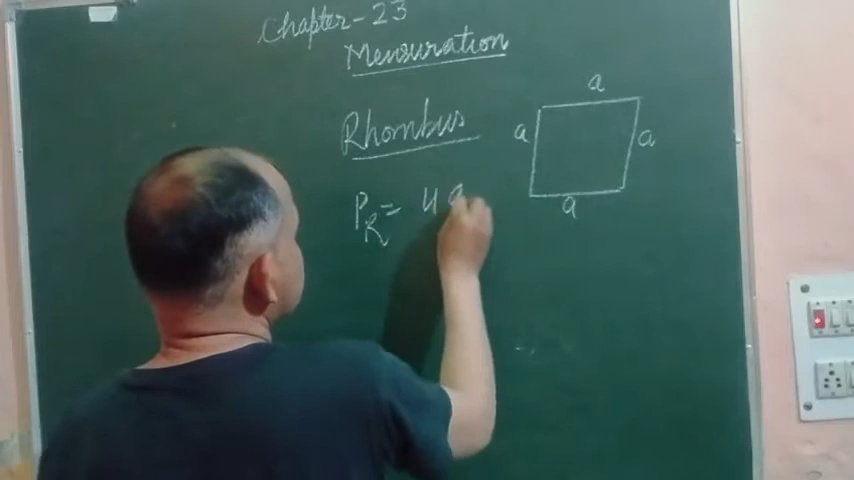 Chapter-23
Mensuration
Rhombus
P_R = 4a
a
a
a
a